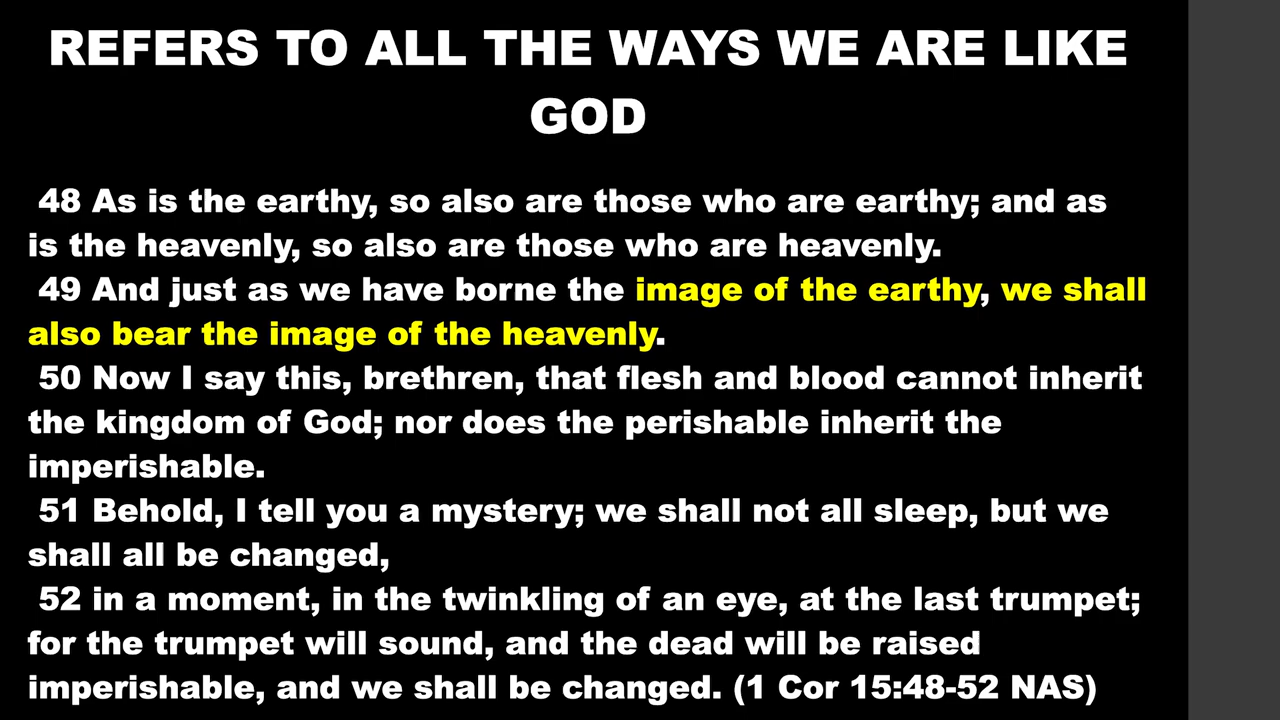 REFERS TO ALL THE WAYS WE ARE LIKE
GOD
48 As is the earthy, so also are those who are earthy; and as
is the heavenly, so also are those who are heavenly.
49 And just as we have borne the image of the earthy, we shall
also bear the image of the heavenly.
50 Now I say this, brethren, that flesh and blood cannot inherit
the kingdom of God; nor does the perishable inherit the
imperishable.
51 Behold, I tell you a mystery; we shall not all sleep, but we
shall all be changed,
52 in a moment, in the twinkling of an eye, at the last trumpet;
for the trumpet will sound, and the dead will be raised
imperishable, and we shall be changed. (1 Cor 15:48-52 NAS)